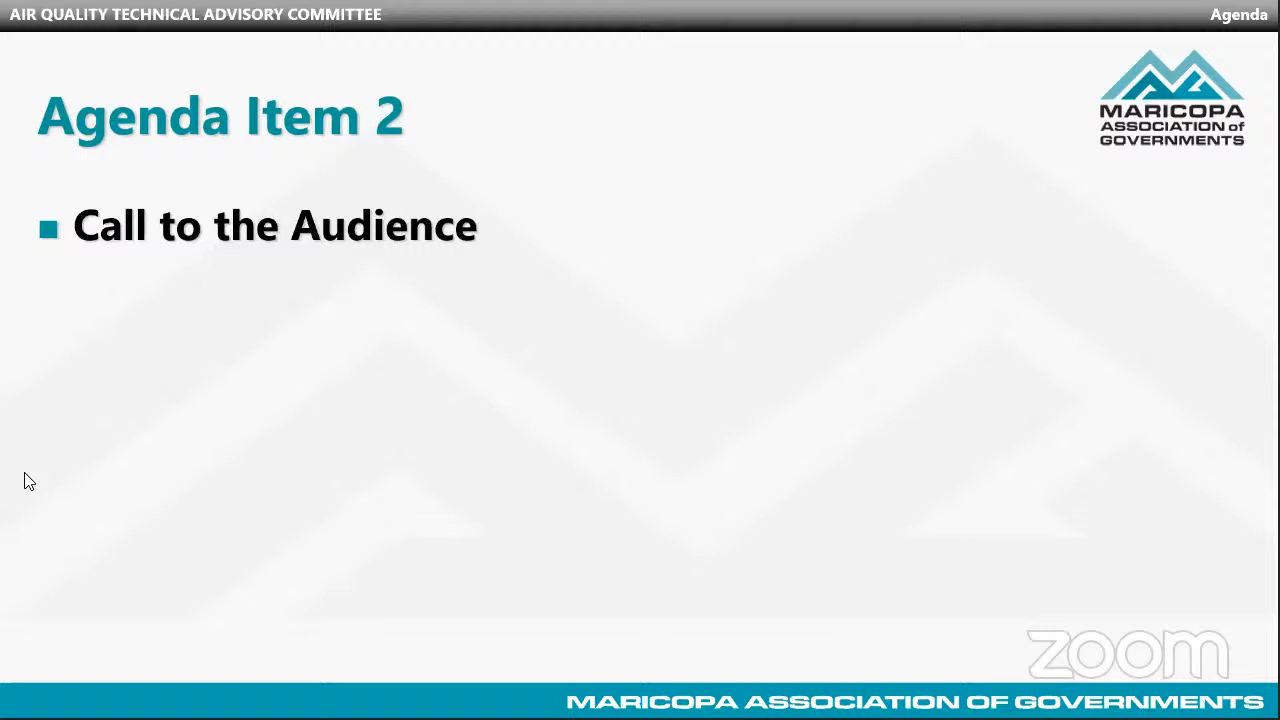 AIR QUALITY TECHNICAL ADVISORY COMMITTEE
Agenda
MARICOPA
ASSOCIATION of
GOVERNMENTS
Agenda Item 2
Call to the Audience
zoom
MARICOPA ASSOCIATION OF GOVERNMENTS